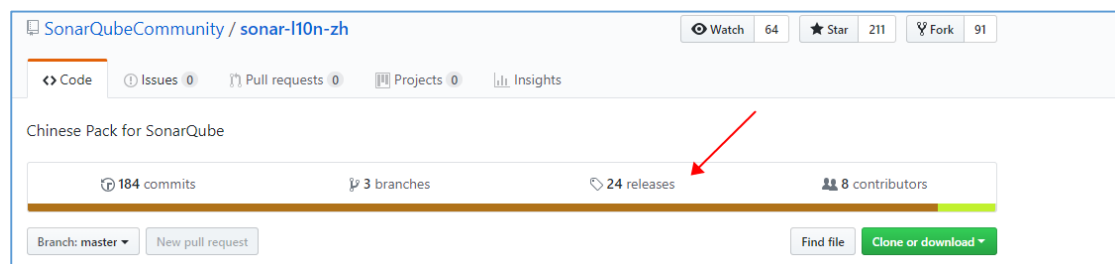 SonarQubeCommunity / sonar-l10n-zh Watch 64 Star 211 Fork 91
Code Issues 0 Pull requests 0 Projects 0 Insights
Chinese Pack for SonarQube
184 commits 3 branches 24 releases 8 contributors
Branch: master New pull request Find file Clone or download